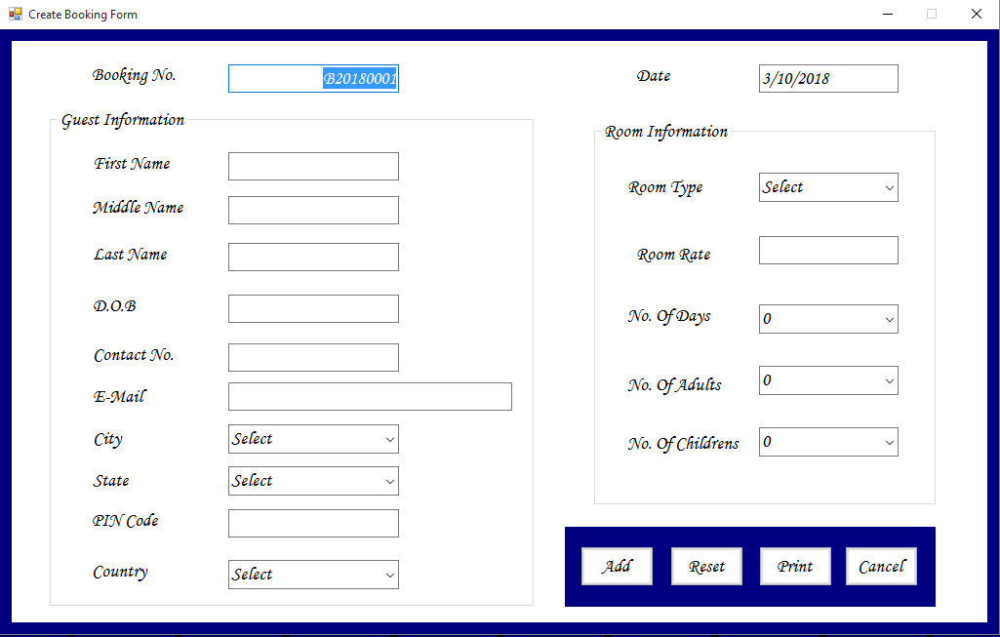 Create Booking Form
Booking No. B20180001
Date 3/10/2018
Guest Information
First Name
Middle Name
Last Name
D.O.B
Contact No.
E-Mail
City Select
State Select
PIN Code
Country Select
Room Information
Room Type Select
Room Rate
No. Of Days 0
No. Of Adults 0
No. Of Childrens 0
Add Reset Print Cancel